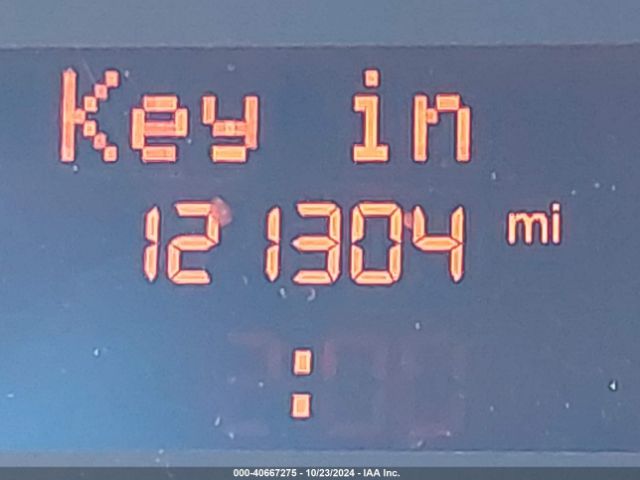 Key in
121304 mi
:
000-40667275 - 10/23/2024 - IAA Inc.